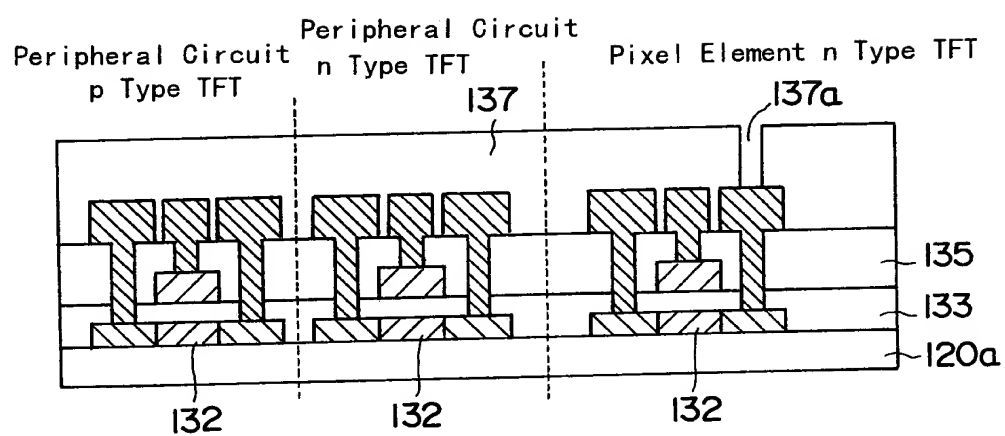 Peripheral Circuit
p Type TFT
Peripheral Circuit
n Type TFT
Pixel Element n Type TFT
137
137a
135
133
120a
132
132
132